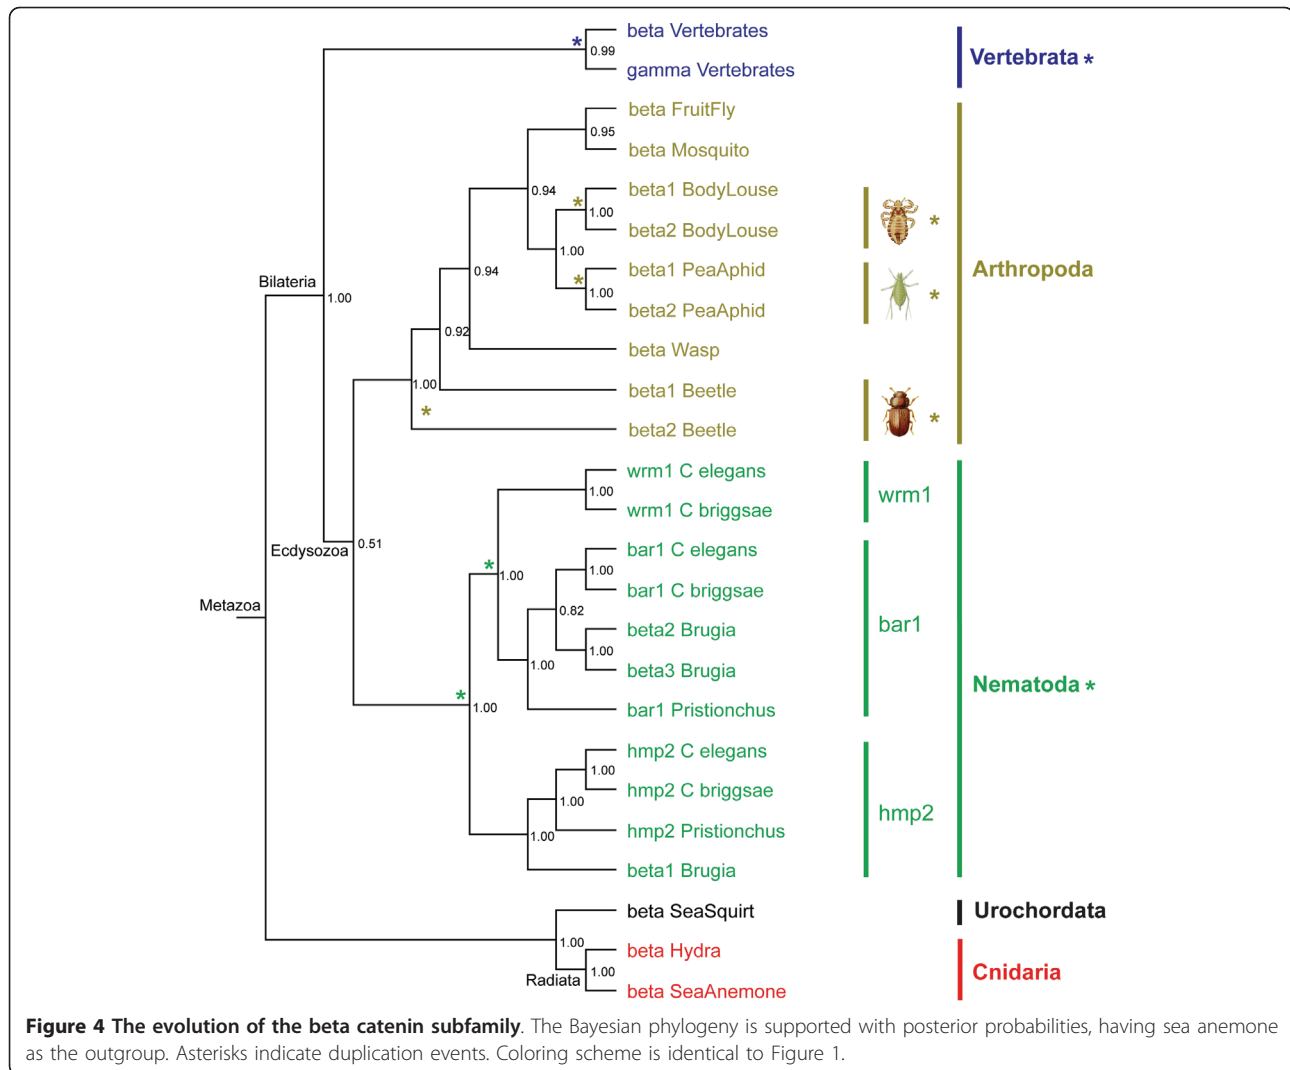 beta Vertebrates
* 0.99
Vertebrata *
gamma Vertebrates
beta FruitFly
0.95
beta Mosquito
0.94
beta1 BodyLouse
* 1.00
*
beta2 BodyLouse
1.00
beta1 PeaAphid
Arthropoda
0.94
* 1.00
*
beta2 PeaAphid
Bilateria
1.00
0.92
beta Wasp
1.00
beta1 Beetle
*
*
beta2 Beetle
wrm1 C elegans
1.00
wrm1
wrm1 C briggsae
Ecdysozoa
0.51
bar1 C elegans
* 1.00
1.00
bar1 C briggsae
Metazoa
0.82
bar1
beta2 Brugia
1.00
beta3 Brugia
1.00
Nematoda *
* 1.00
bar1 Pristionchus
hmp2 C elegans
1.00
hmp2 C briggsae
1.00
hmp2
hmp2 Pristionchus
1.00
beta1 Brugia
beta SeaSquirt
Urochordata
1.00
beta Hydra
Radiata
1.00
Cnidaria
beta SeaAnemone
Figure 4 The evolution of the beta catenin subfamily. The Bayesian phylogeny is supported with posterior probabilities, having sea anemone
as the outgroup. Asterisks indicate duplication events. Coloring scheme is identical to Figure 1.